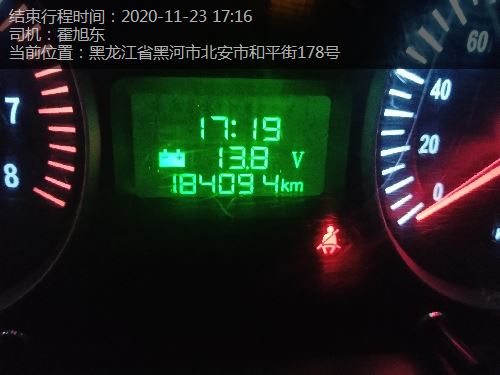 结束行程时间：2020-11-23 17:16
司机：霍旭东
当前位置：黑龙江省黑河市北安市和平街178号
60
40
20
0
7
8
17:19
13.8 V
184094km